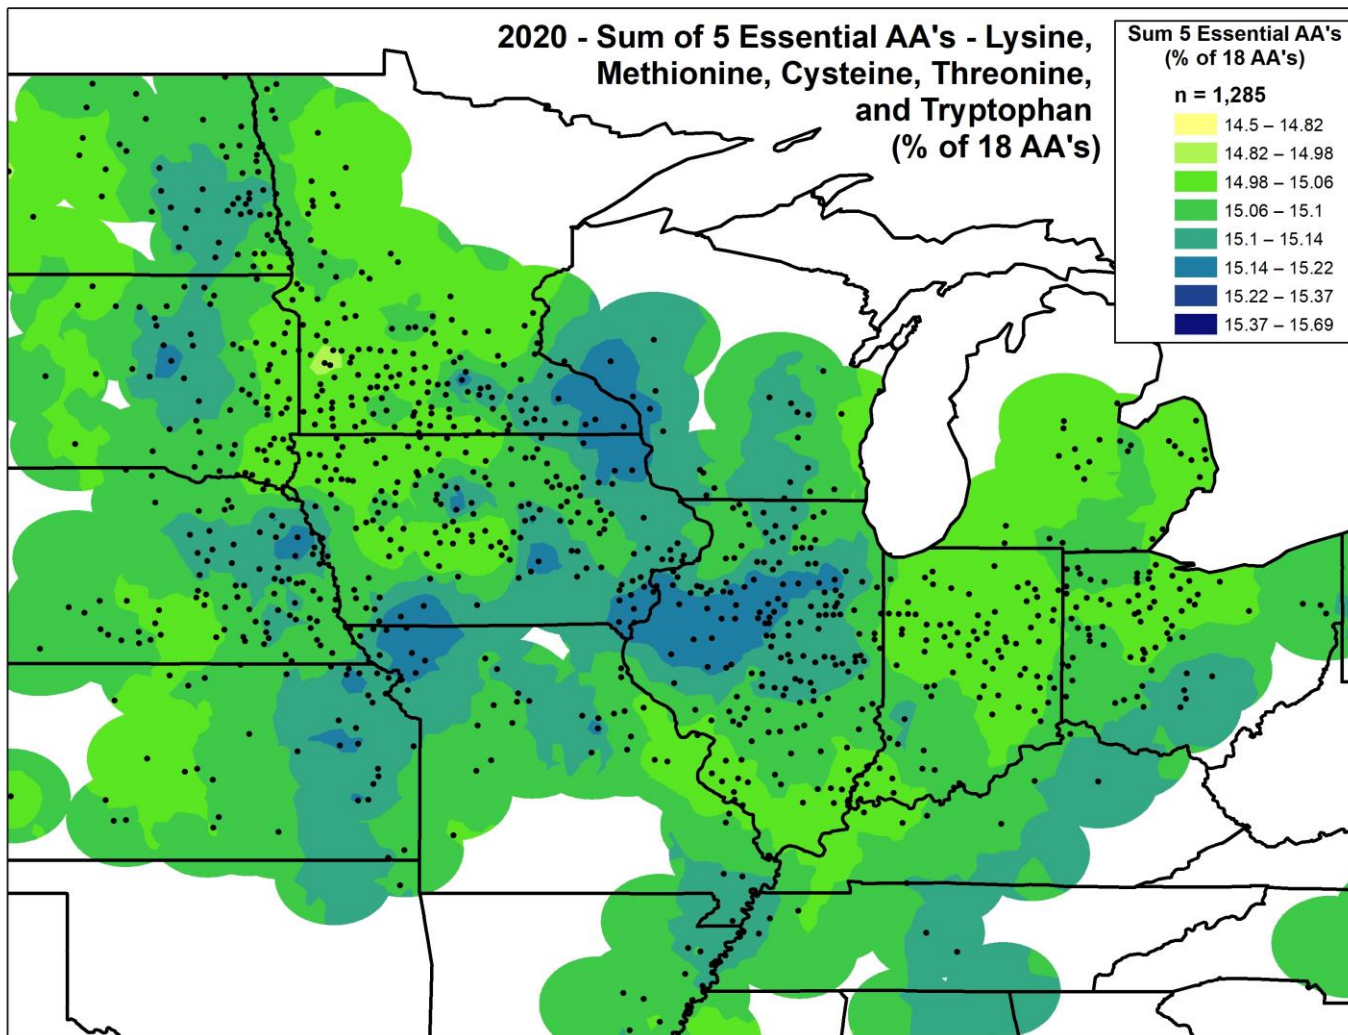 2020 - Sum of 5 Essential AA's - Lysine,
Methionine, Cysteine, Threonine,
and Tryptophan
(% of 18 AA's)
Sum 5 Essential AA's
(% of 18 AA's)
n = 1,285
14.5 – 14.82
14.82 – 14.98
14.98 – 15.06
15.06 – 15.1
15.1 – 15.14
15.14 – 15.22
15.22 – 15.37
15.37 – 15.69